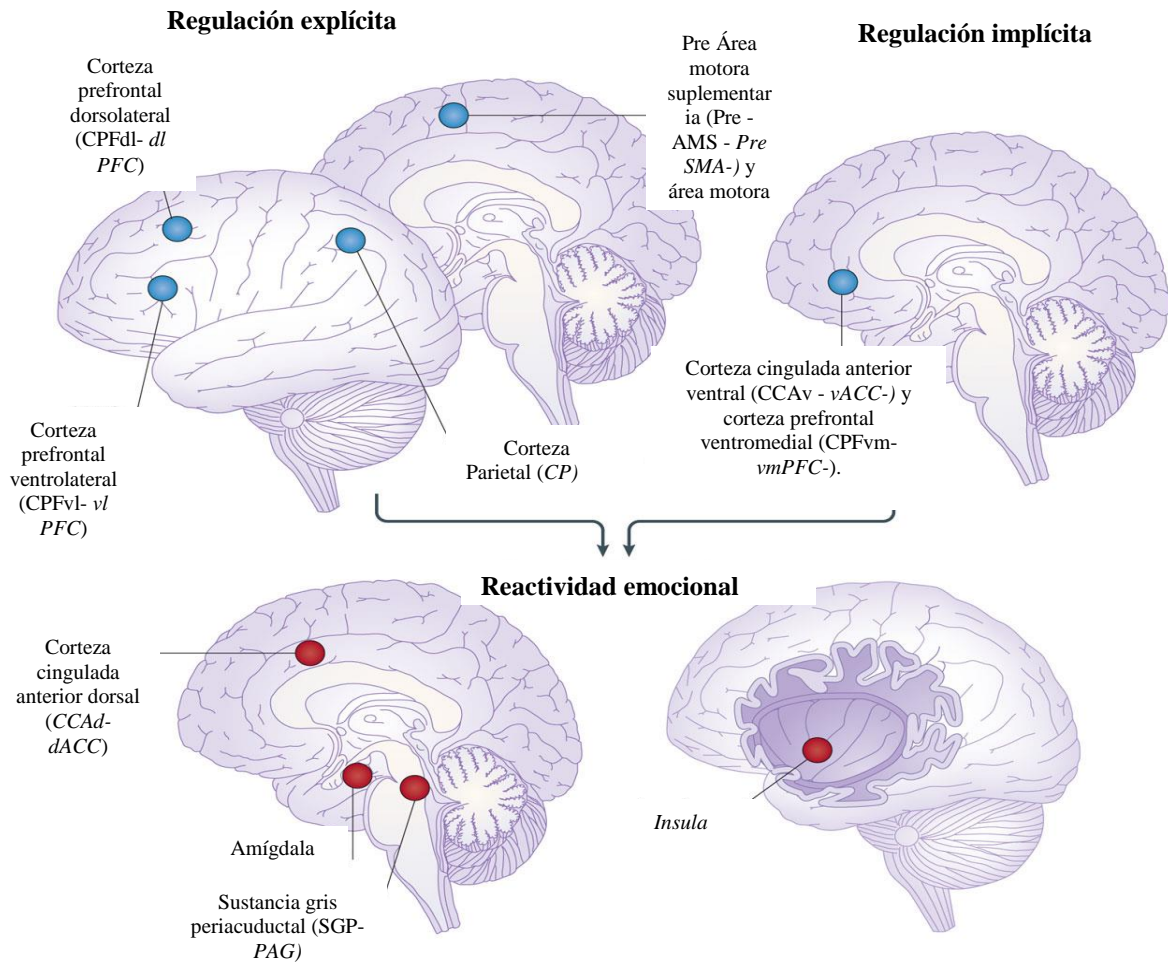 Regulación explícita
Regulación implícita
Corteza
prefrontal
dorsolateral
(CPFdl- dl
PFC)
Pre Área
motora
suplementar
ia (Pre -
AMS - Pre
SMA-) y
área motora
Corteza
prefrontal
ventrolateral
(CPFvl- vl
PFC)
Corteza
Parietal (CP)
Corteza cingulada anterior
ventral (CCAv - vACC-) y
corteza prefrontal
ventromedial (CPFvm-
vmPFC-).
Reactividad emocional
Corteza
cingulada
anterior dorsal
(CCAd-
dACC)
Amígdala
Sustancia gris
periacuductal (SGP-
PAG)
Insula